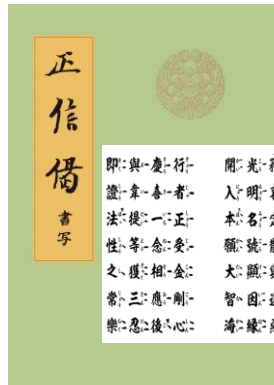 正信偈
書写
光明名號顯因縁
開入本願大智海
行者正受金剛心
慶喜一念相應後
與韋提等獲三忍
即證法性之常樂